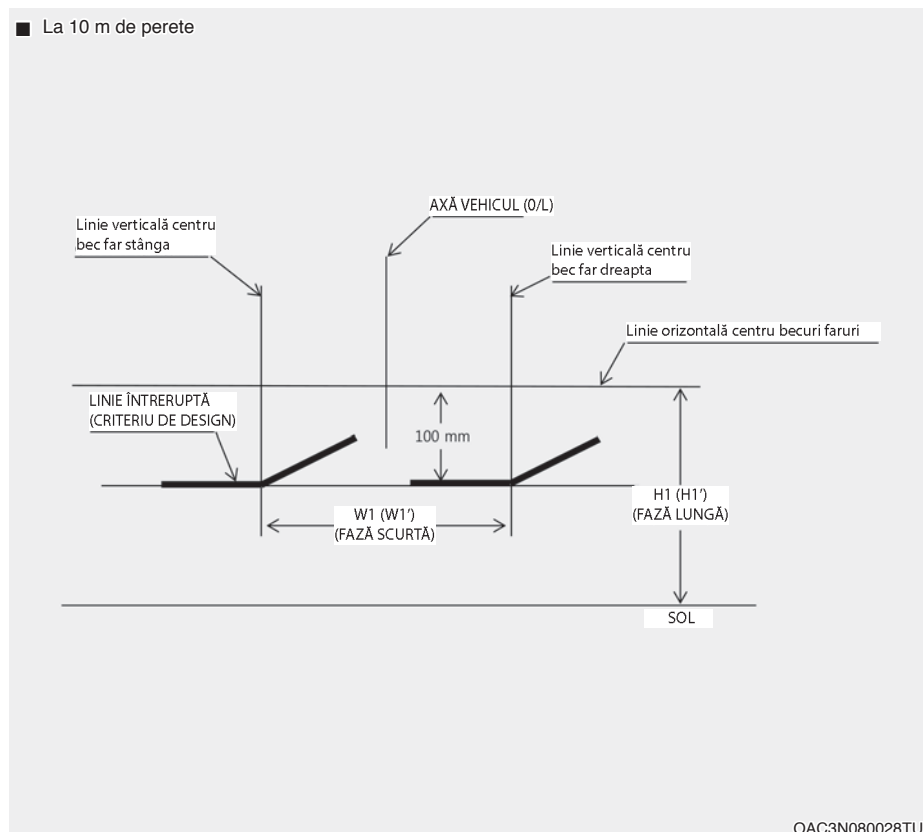 La 10 m de perete
AXĂ VEHICUL (0/L)
Linie verticală centru
bec far stânga
Linie verticală centru
bec far dreapta
Linie orizontală centru becuri faruri
LINIE ÎNTRERUPTĂ
(CRITERIU DE DESIGN)
100 mm
H1 (H1’)
(FAZĂ LUNGĂ)
W1 (W1’)
(FAZĂ SCURTĂ)
SOL
OAC3N080028TU